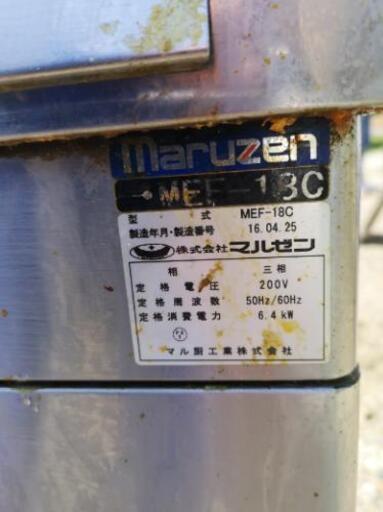 maruzen
MEF-18C
型 式 MEF-18C
製造年月・製造番号 16.04.25
株式会社 マルゼン
相 三相
定格電圧 200V
定格周波数 50Hz/60Hz
定格消費電力 6.4kW
マル厨工業株式会社